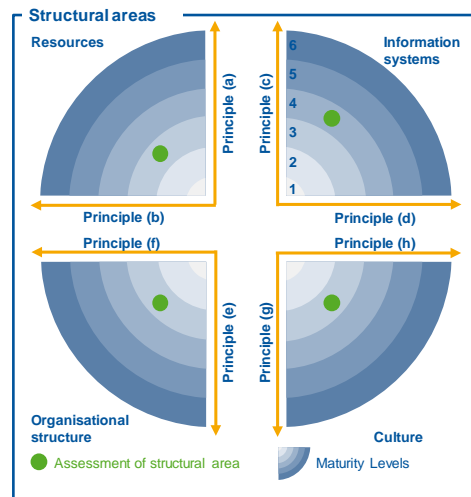 Structural areas
Resources
Information
systems
6
5
4
3
2
1
Principle (a)
Principle (c)
Principle (b)
Principle (d)
Principle (f)
Principle (h)
Principle (e)
Principle (g)
Organisational
structure
Culture
Assessment of structural area
Maturity Levels